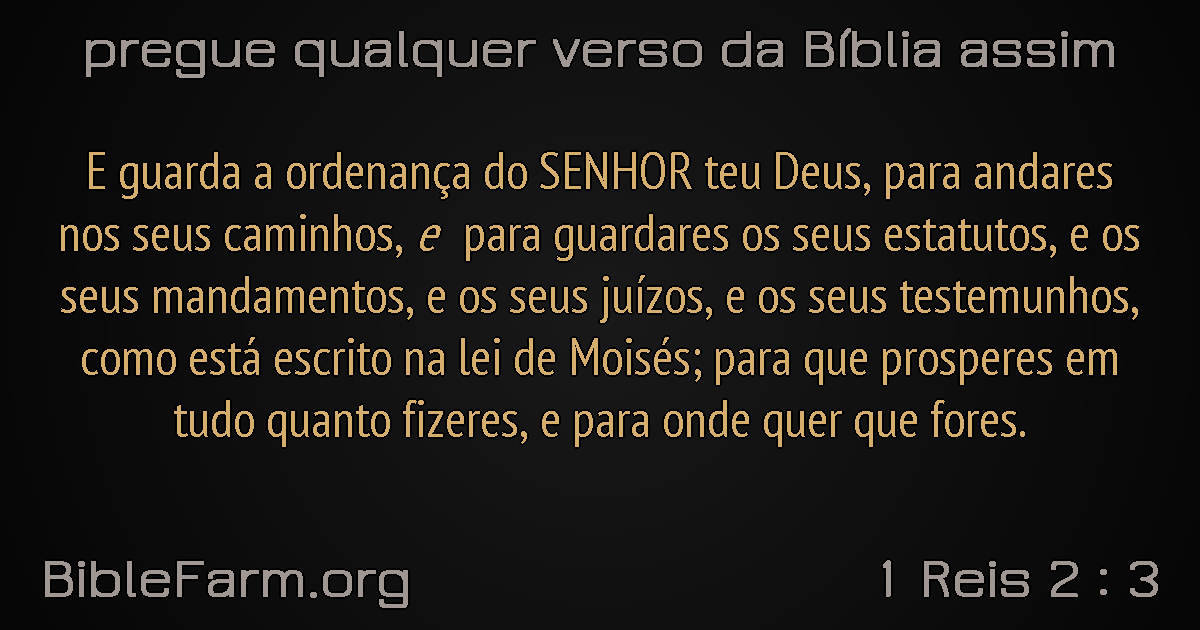 pregue qualquer verso da Bíblia assim
E guarda a ordenança do SENHOR teu Deus, para andares
nos seus caminhos, e para guardares os seus estatutos, e os
seus mandamentos, e os seus juízos, e os seus testemunhos,
como está escrito na lei de Moisés; para que prosperes em
tudo quanto fizeres, e para onde quer que fores.
BibleFarm.org
1 Reis 2 : 3